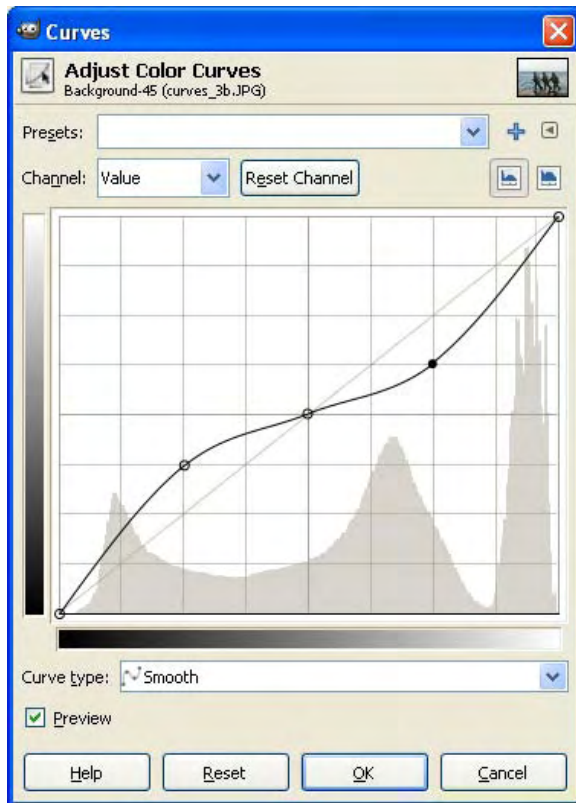 Curves
Adjust Color Curves
Background-45 (curves_3b.JPG)
Presets:
Channel: Value Reset Channel
Curve type: Smooth
Preview
Help Reset OK Cancel